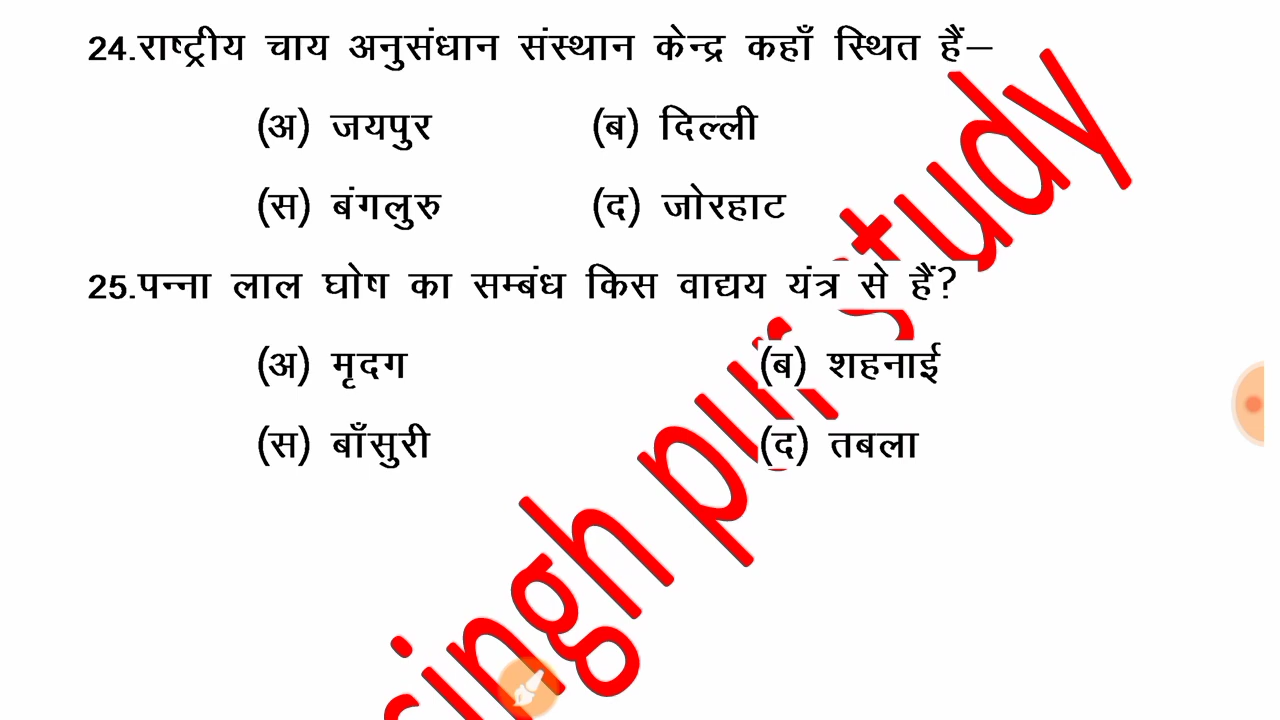 24.राष्ट्रीय चाय अनुसंधान संस्थान केन्द्र कहाँ स्थित हैं–
(अ) जयपुर (ब) दिल्ली
(स) बंगलुरु (द) जोरहाट
25.पन्ना लाल घोष का सम्बंध किस वाद्यय यंत्र से हैं?
(अ) मृदग (ब) शहनाई
(स) बाँसुरी (द) तबला
singh pur study